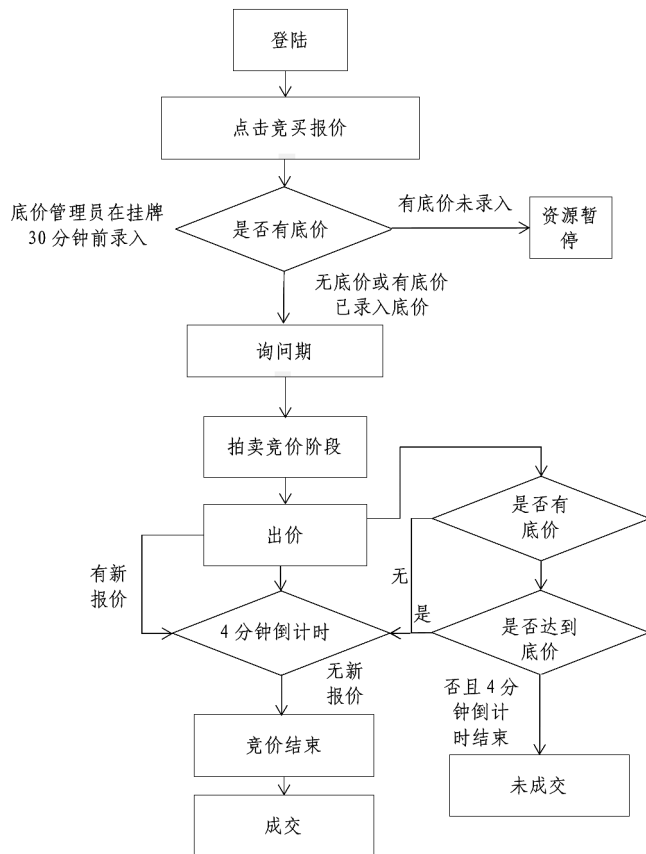 登陆
点击竞买报价
底价管理员在挂牌
30分钟前录入
是否有底价
有底价未录入
资源暂
停
无底价或有底价
已录入底价
询问期
拍卖竞价阶段
出价
是否有
底价
有新
报价
无
4分钟倒计时
是
是否达到
底价
无新
报价
否且4分
钟倒计
时结束
竞价结束
未成交
成交